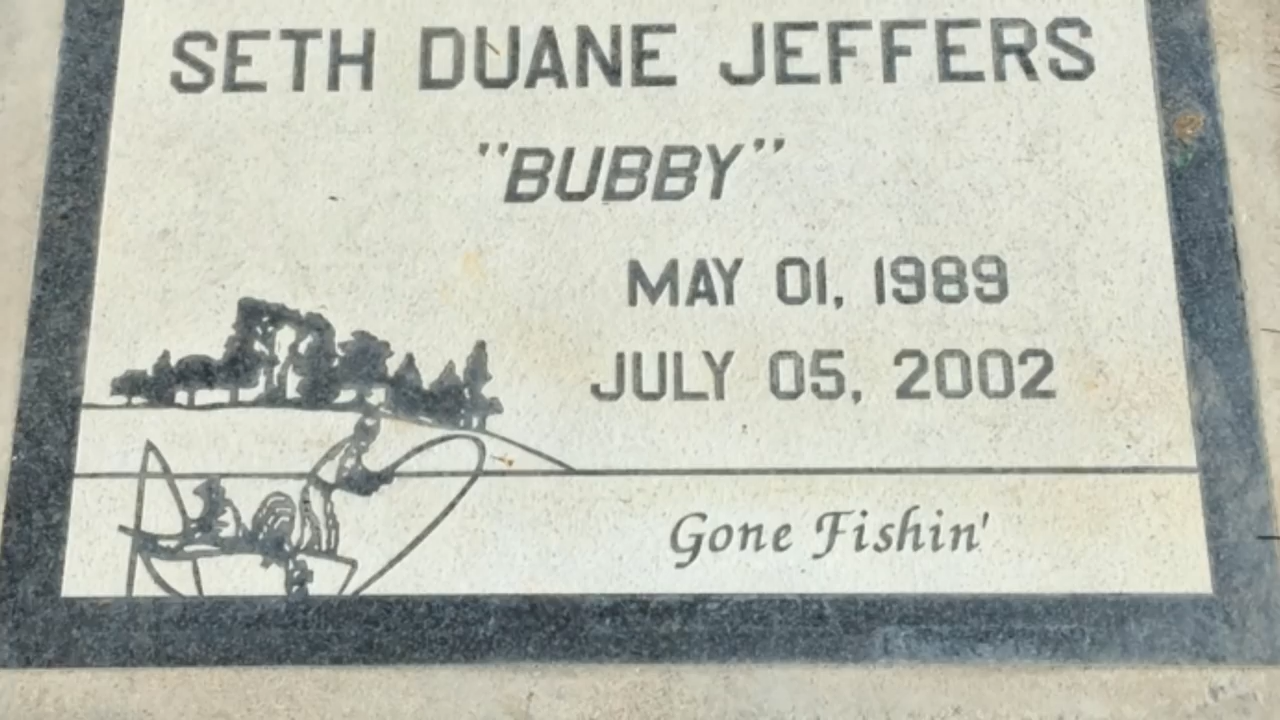 SETH DUANE JEFFERS
"BUBBY"
MAY 01, 1989
JULY 05, 2002
Gone Fishin'